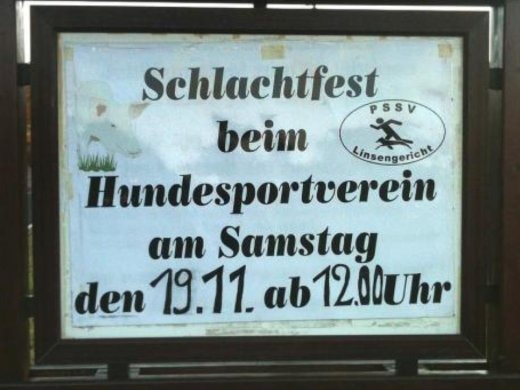 Schlachtfest
PSSV
beim
Linsengericht
Hundesportverein
am Samstag
den 19.11. ab 12.00 Uhr